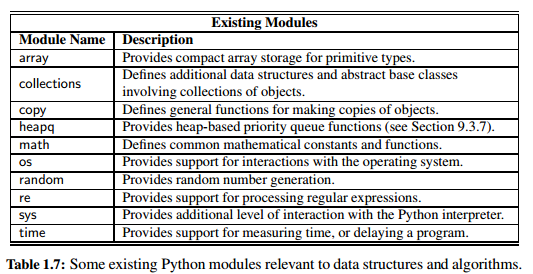 Existing Modules
Module Name Description
array Provides compact array storage for primitive types.
collections Defines additional data structures and abstract base classes
involving collections of objects.
copy Defines general functions for making copies of objects.
heapq Provides heap-based priority queue functions (see Section 9.3.7).
math Defines common mathematical constants and functions.
os Provides support for interactions with the operating system.
random Provides random number generation.
re Provides support for processing regular expressions.
sys Provides additional level of interaction with the Python interpreter.
time Provides support for measuring time, or delaying a program.
Table 1.7: Some existing Python modules relevant to data structures and algorithms.